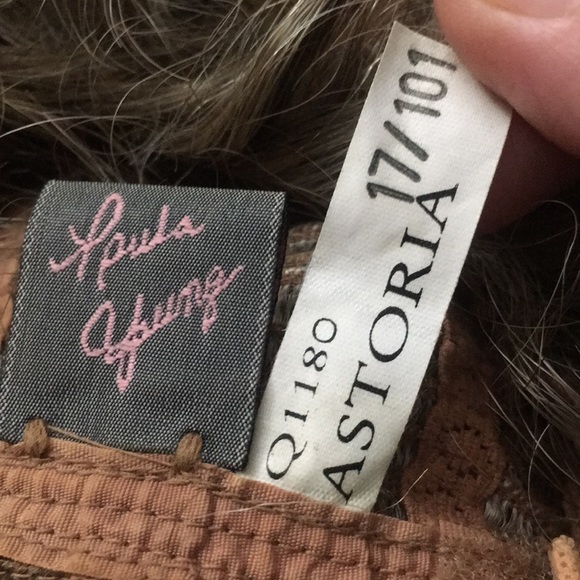 Paula
Young
Q1180
ASTORIA
17/101